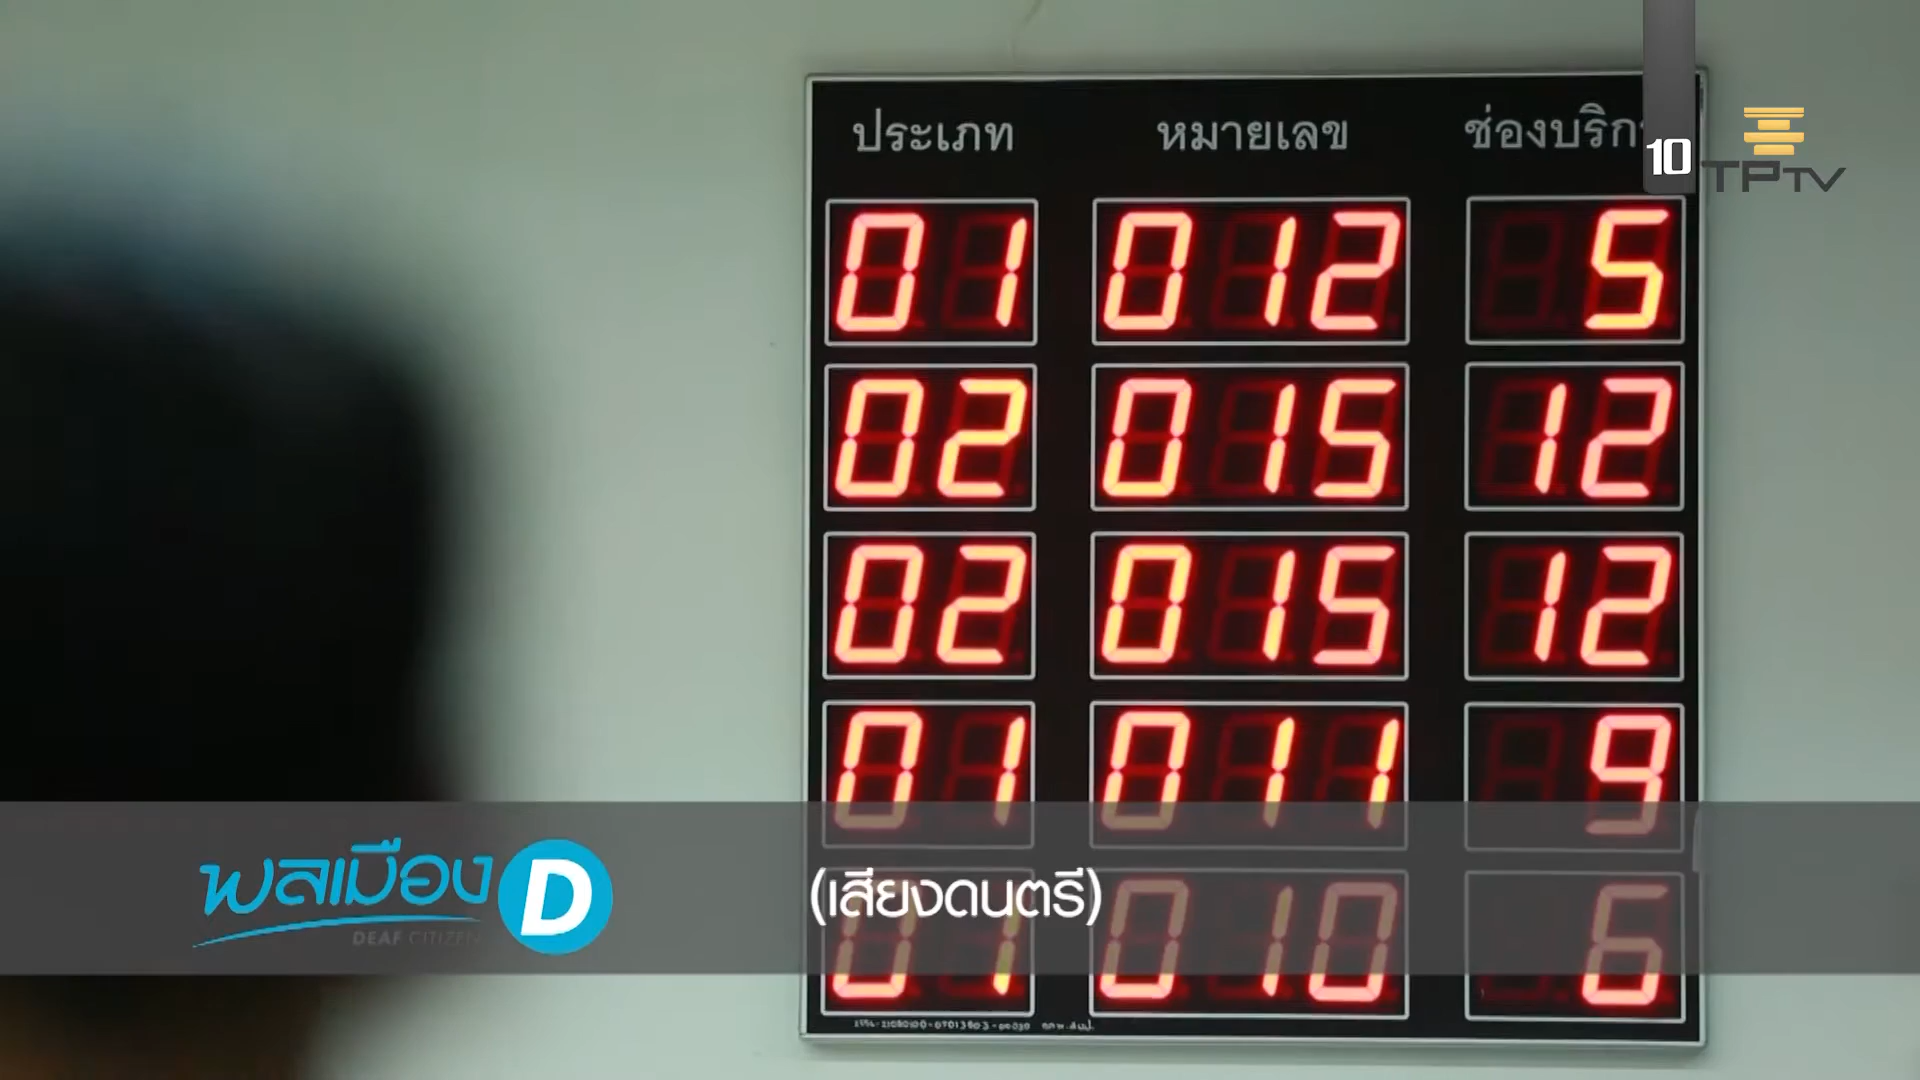 ประเภท หมายเลข ช่องบริก
10 TPTV
01 012 5
02 015 12
02 015 12
01 011 9
01 010 6
พลเมือง D
DEAF CITIZEN
(เสียงดนตรี)